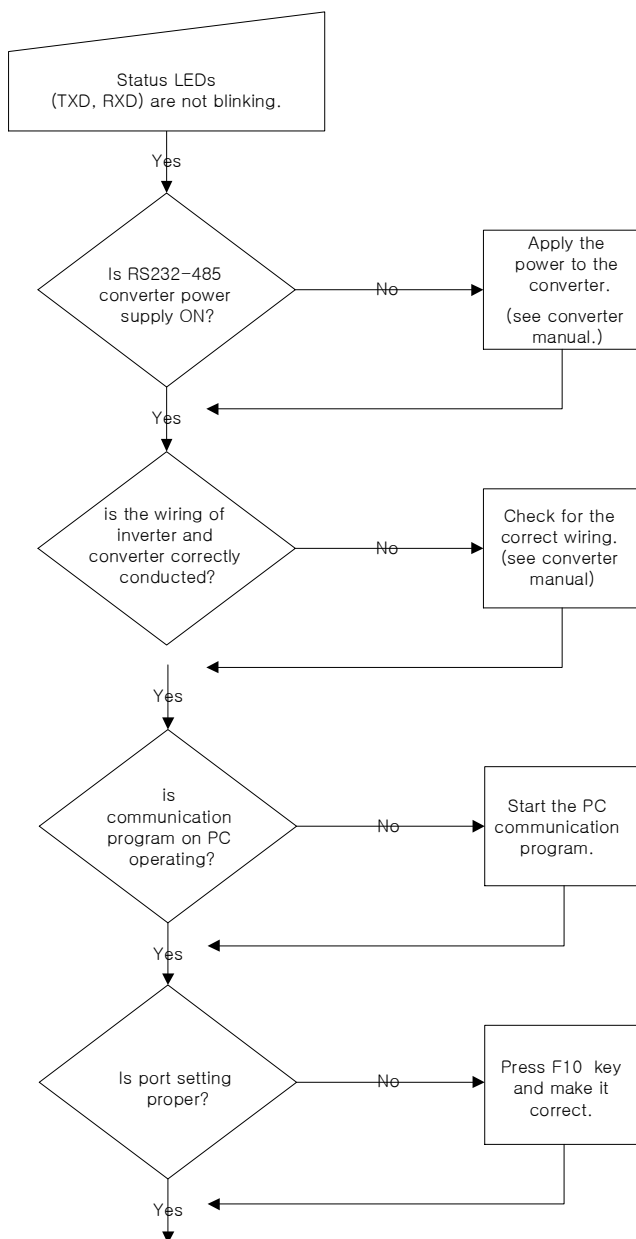 Status LEDs
(TXD, RXD) are not blinking.
Yes
Is RS232-485
converter power
supply ON?
No
Apply the
power to the
converter.
(see converter
manual.)
Yes
is the wiring of
inverter and
converter correctly
conducted?
No
Check for the
correct wiring.
(see converter
manual)
Yes
is
communication
program on PC
operating?
No
Start the PC
communication
program.
Yes
Is port setting
proper?
No
Press F10 key
and make it
correct.
Yes